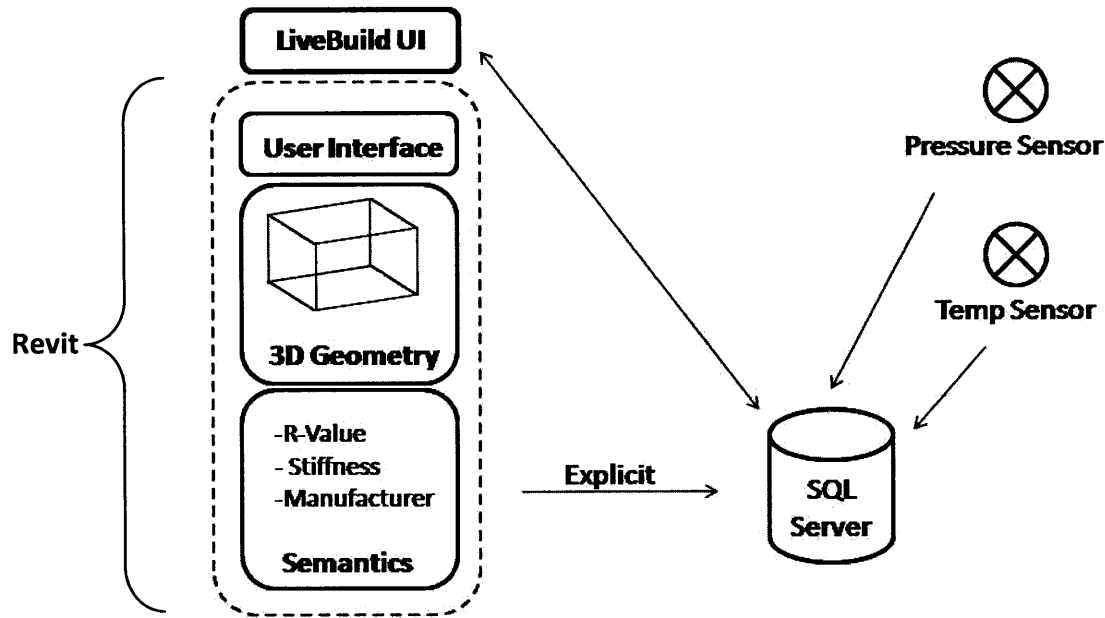 LiveBuild UI
User Interface
3D Geometry
-R-Value
- Stiffness
-Manufacturer
Semantics
Revit
Explicit
SQL
Server
Pressure Sensor
Temp Sensor